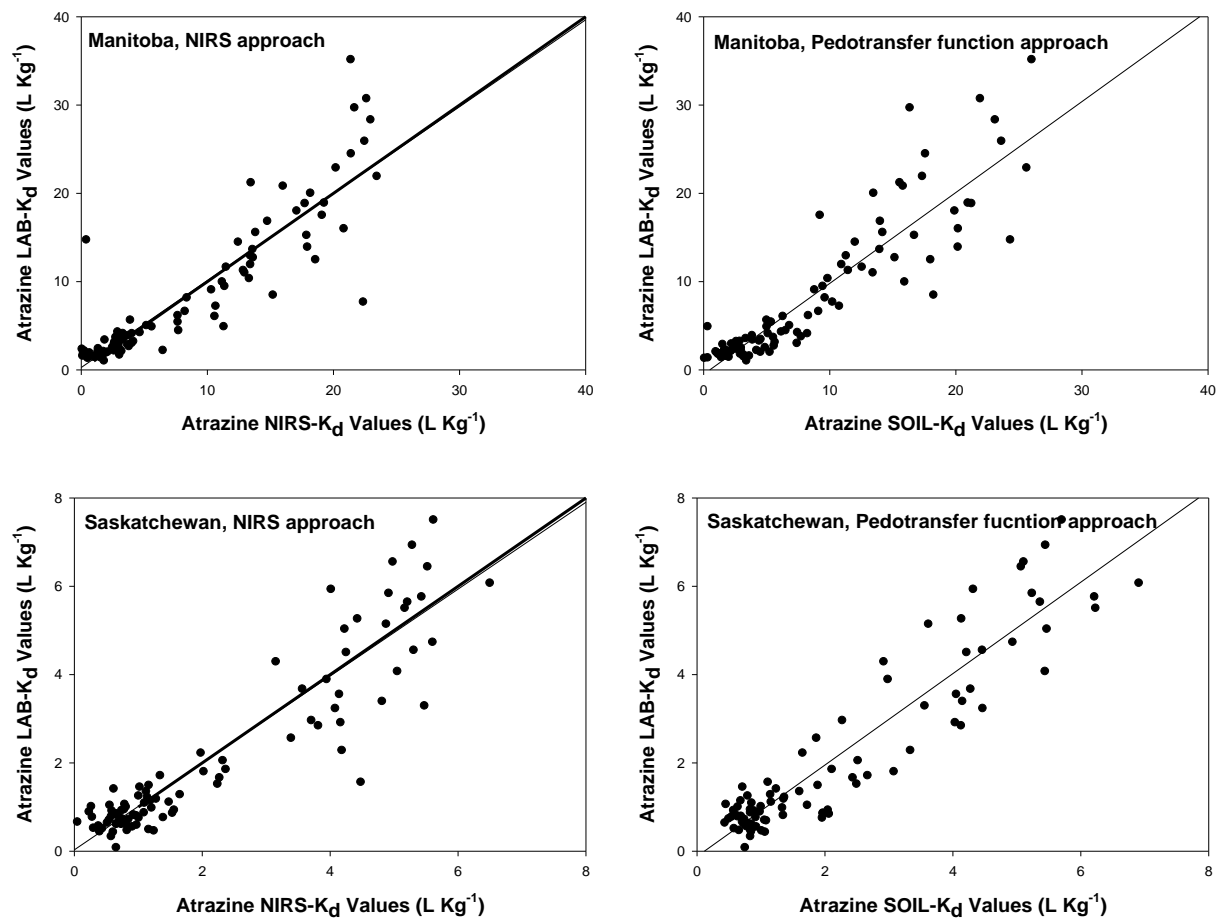 Manitoba, NIRS approach
Atrazine LAB-Kd Values (L Kg-1)
40
30
20
10
0
0 10 20 30 40
Atrazine NIRS-Kd Values (L Kg-1)
Manitoba, Pedotransfer function approach
Atrazine LAB-Kd Values (L Kg-1)
40
30
20
10
0
0 10 20 30 40
Atrazine SOIL-Kd Values (L Kg-1)
Saskatchewan, NIRS approach
Atrazine LAB-Kd Values (L Kg-1)
8
6
4
2
0
0 2 4 6 8
Atrazine NIRS-Kd Values (L Kg-1)
Saskatchewan, Pedotransfer fucntion approach
Atrazine LAB-Kd Values (L Kg-1)
8
6
4
2
0
0 2 4 6 8
Atrazine SOIL-Kd Values (L Kg-1)